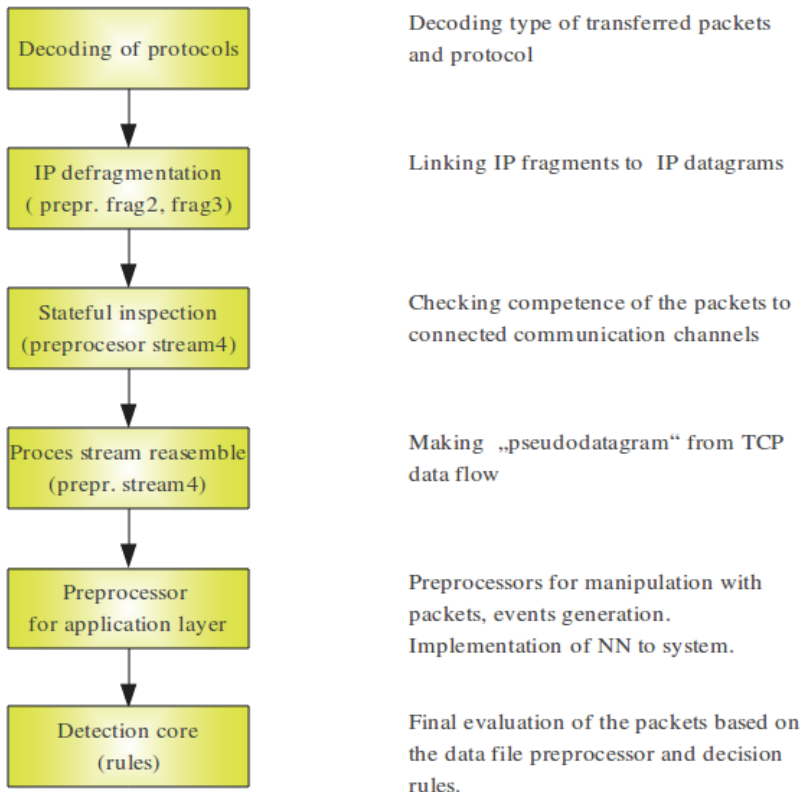 Decoding of protocols
Decoding type of transferred packets
and protocol
IP defragmentation
( prepr. frag2, frag3)
Linking IP fragments to IP datagrams
Stateful inspection
(preprocesor stream4)
Checking competence of the packets to
connected communication channels
Proces stream reasemble
(prepr. stream4)
Making „pseudodatagram“ from TCP
data flow
Preprocessor
for application layer
Preprocessors for manipulation with
packets, events generation.
Implementation of NN to system.
Detection core
(rules)
Final evaluation of the packets based on
the data file preprocessor and decision
rules.